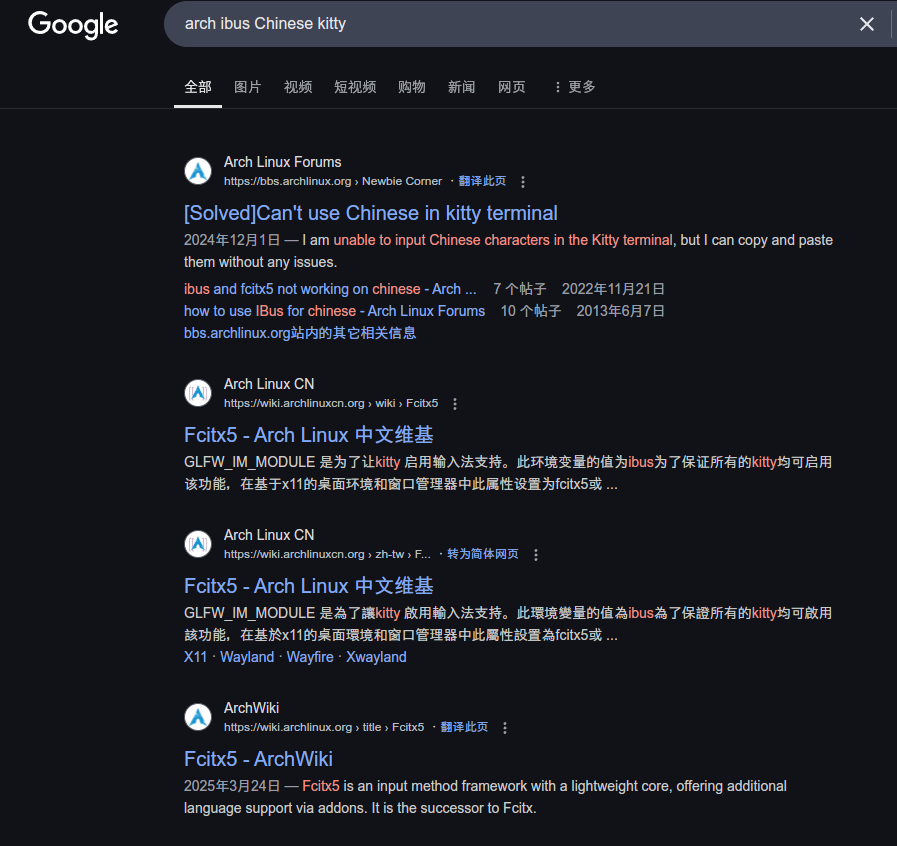 Google
arch ibus Chinese kitty
全部 图片 视频 短视频 购物 新闻 网页 更多
Arch Linux Forums
https://bbs.archlinux.org › Newbie Corner · 翻译此页
[Solved]Can't use Chinese in kitty terminal
2024年12月1日 — I am unable to input Chinese characters in the Kitty terminal, but I can copy and paste
them without any issues.
ibus and fcitx5 not working on chinese - Arch ... 7 个帖子 2022年11月21日
how to use IBus for chinese - Arch Linux Forums 10 个帖子 2013年6月7日
bbs.archlinux.org站内的其它相关信息
Arch Linux CN
https://wiki.archlinuxcn.org › wiki › Fcitx5
Fcitx5 - Arch Linux 中文维基
GLFW_IM_MODULE 是为了让kitty 启用输入法支持。此环境变量的值为ibus为了保证所有的kitty均可启用
该功能，在基于x11的桌面环境和窗口管理器中此属性设置为fcitx5或 ...
Arch Linux CN
https://wiki.archlinuxcn.org › zh-tw › F... · 转为简体网页
Fcitx5 - Arch Linux 中文维基
GLFW_IM_MODULE 是為了讓kitty 啟用輸入法支持。此環境變量的值為ibus為了保證所有的kitty均可啟用
該功能，在基於x11的桌面環境和窗口管理器中此屬性設置為fcitx5或 ...
X11 · Wayland · Wayfire · Xwayland
ArchWiki
https://wiki.archlinux.org › title › Fcitx5 · 翻译此页
Fcitx5 - ArchWiki
2025年3月24日 — Fcitx5 is an input method framework with a lightweight core, offering additional
language support via addons. It is the successor to Fcitx.